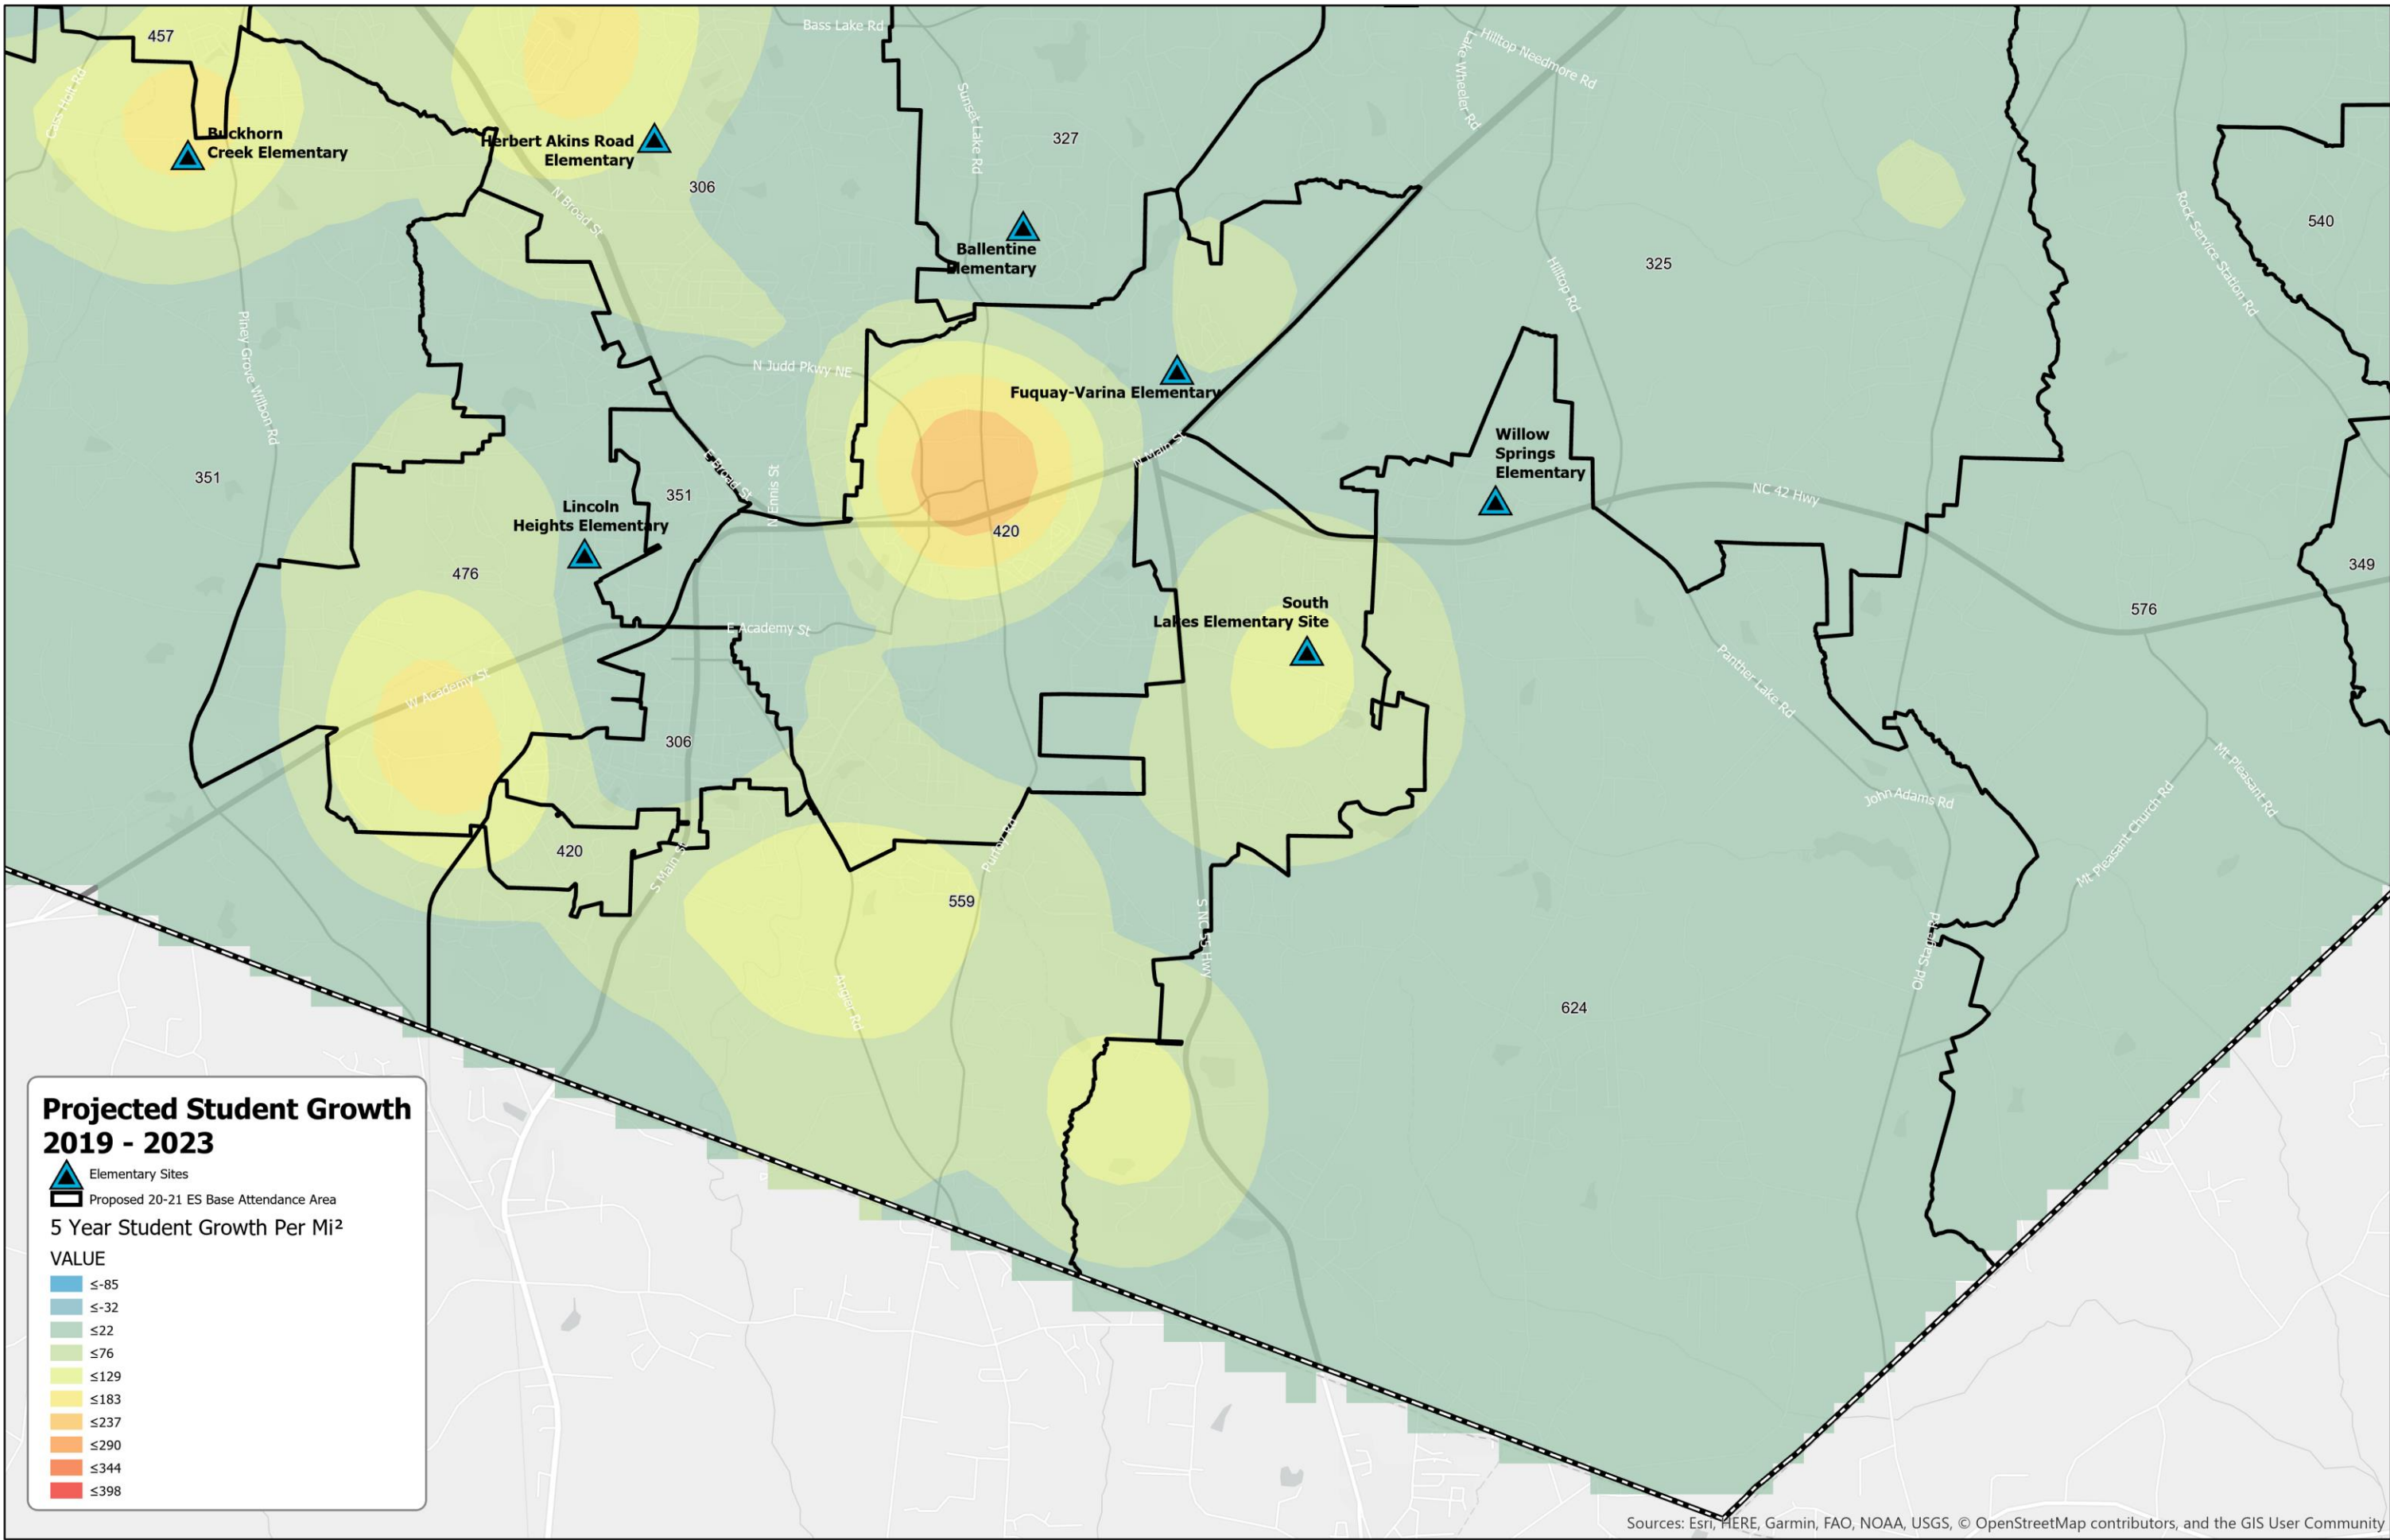 Bass Lake Rd
457
Hilltop Needmore Rd
Lake Wheeler Rd
Cass Holt Rd
Sunset Lake Rd
Buckhorn
Creek Elementary
Herbert Akins Road
Elementary
327
306
N Broad St
Ballentine
Elementary
325
540
Rock Service Station Rd
Hilltop Rd
Piney Grove Wilbon Rd
N Judd Pkwy NE
Fuquay-Varina Elementary
N Main St
Willow
Springs
Elementary
351
E Broad St
351
N Ennis St
NC 42 Hwy
Lincoln
Heights Elementary
420
476
349
576
South
Lakes Elementary Site
E Academy St
W Academy St
Panther Lake Rd
306
Mt Pleasant Rd
John Adams Rd
Mt Pleasant Church Rd
420
S Main St
Purfoy Rd
559
S NC 55 Hwy
Old Stage Rd
Angier Rd
624
Projected Student Growth
2019 - 2023
Elementary Sites
Proposed 20-21 ES Base Attendance Area
5 Year Student Growth Per Mi²
VALUE
≤-85
≤-32
≤22
≤76
≤129
≤183
≤237
≤290
≤344
≤398
Sources: Esri, HERE, Garmin, FAO, NOAA, USGS, © OpenStreetMap contributors, and the GIS User Community